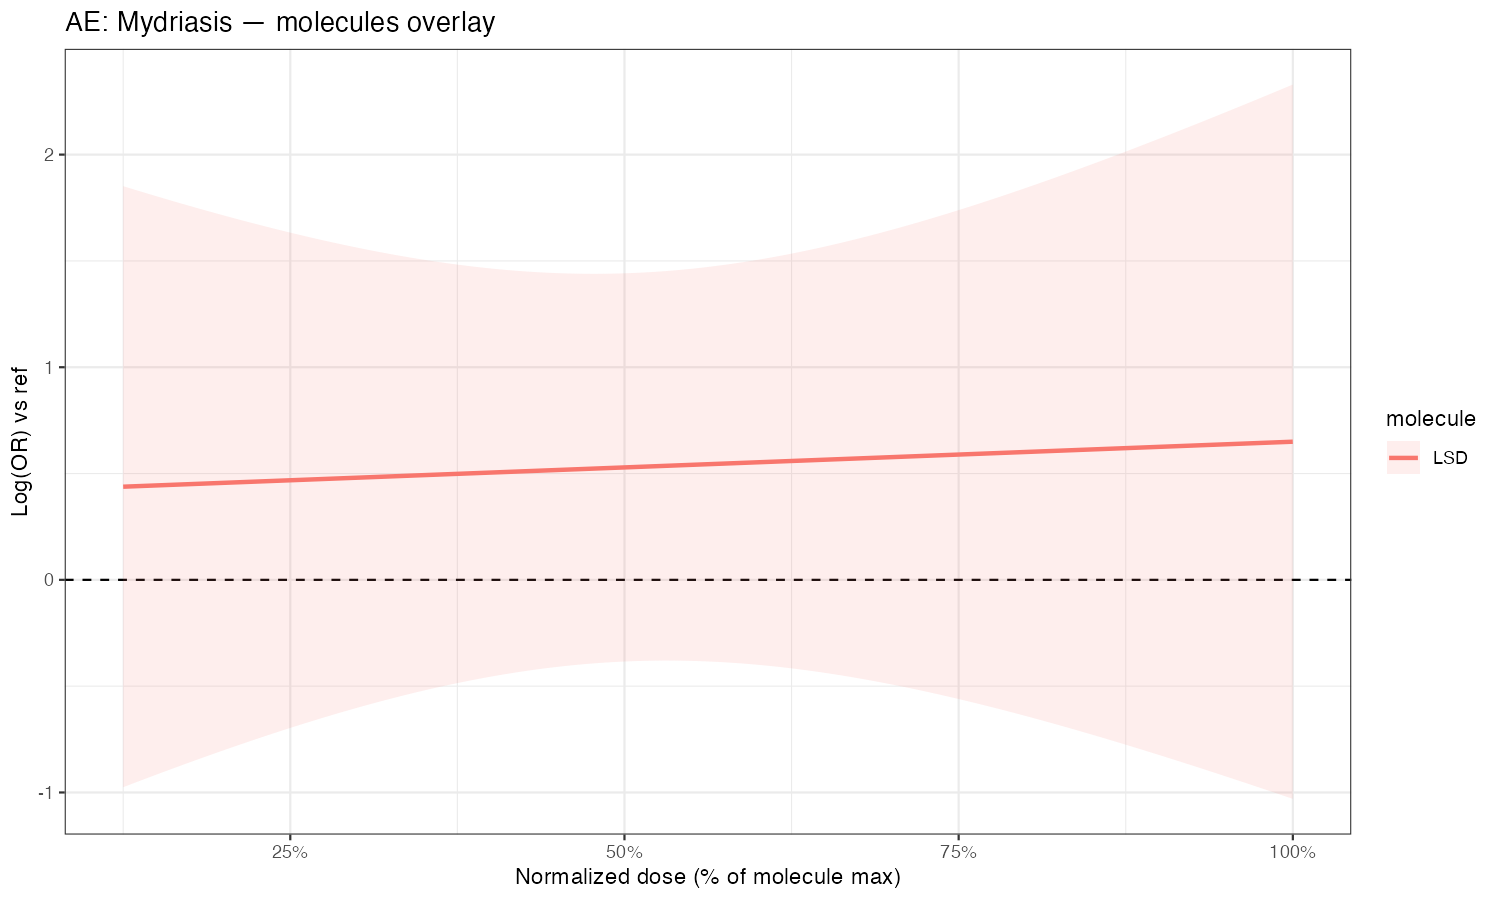 AE: Mydriasis — molecules overlay
Log(OR) vs ref
2
1
0
-1
25%
50%
75%
100%
Normalized dose (% of molecule max)
molecule
LSD